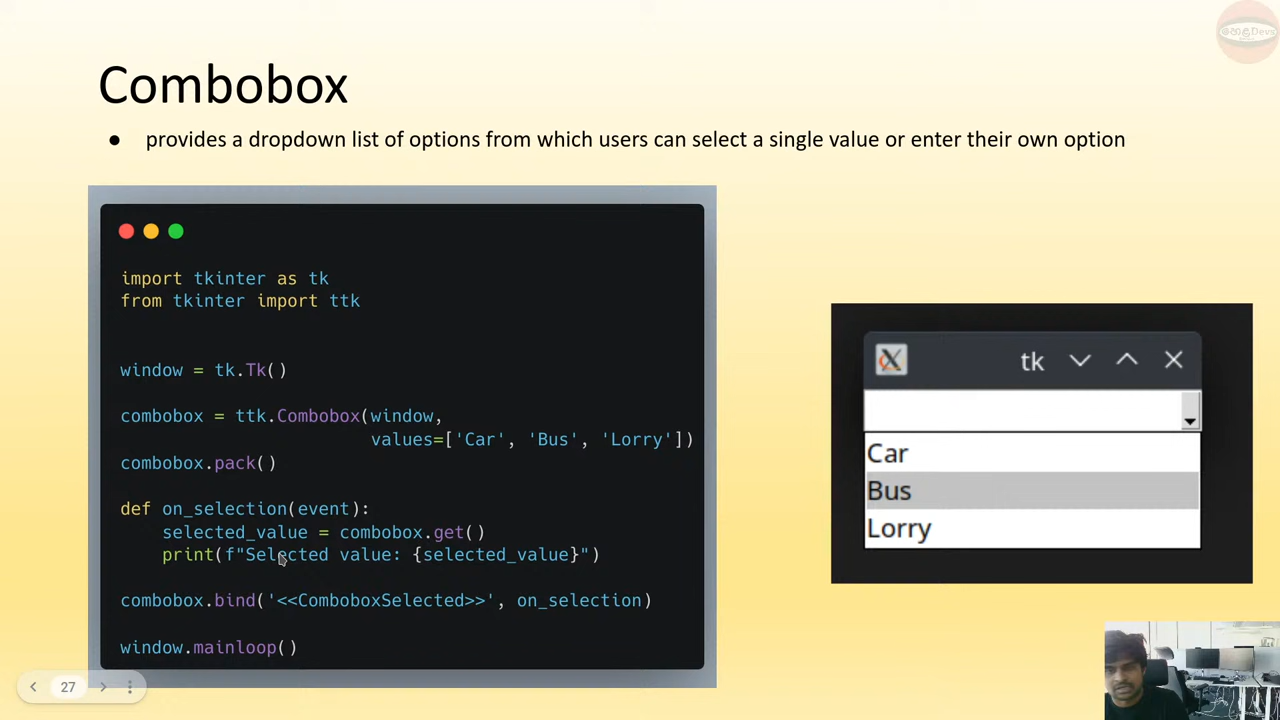 හෙළDevs
Combobox
● provides a dropdown list of options from which users can select a single value or enter their own option
import tkinter as tk
from tkinter import ttk
window = tk.Tk()
combobox = ttk.Combobox(window,
values=['Car', 'Bus', 'Lorry'])
combobox.pack()
def on_selection(event):
selected_value = combobox.get()
print(f"Selected value: {selected_value}")
combobox.bind('<<ComboboxSelected>>', on_selection)
window.mainloop()
tk
Car
Bus
Lorry
27